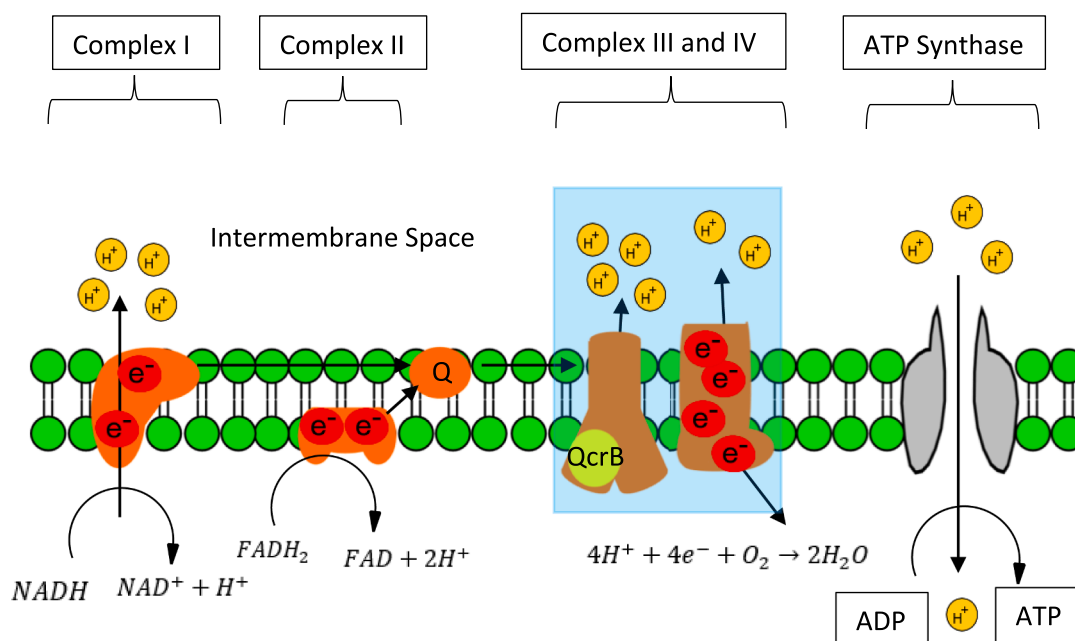 Complex I
Complex II
Complex III and IV
ATP Synthase
Intermembrane Space
H⁺
H⁺
H⁺
H⁺
H⁺
H⁺
H⁺
H⁺
H⁺
H⁺
H⁺
H⁺
H⁺
e⁻
e⁻
e⁻
e⁻
Q
QcrB
e⁻
e⁻
e⁻
e⁻
NADH
NAD⁺ + H⁺
FADH₂
FAD + 2H⁺
4H⁺ + 4e⁻ + O₂ → 2H₂O
ADP
H⁺
ATP